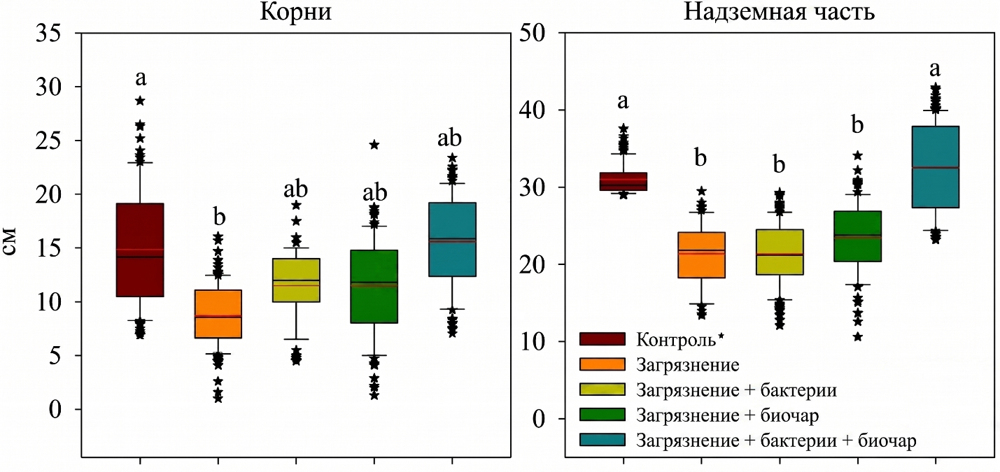 Корни
35
30
25
20
15
10
5
0
см
a
b
ab
ab
ab
Надземная часть
50
40
30
20
10
0
a
b
b
b
a
Контроль*
Загрязнение
Загрязнение + бактерии
Загрязнение + биочар
Загрязнение + бактерии + биочар